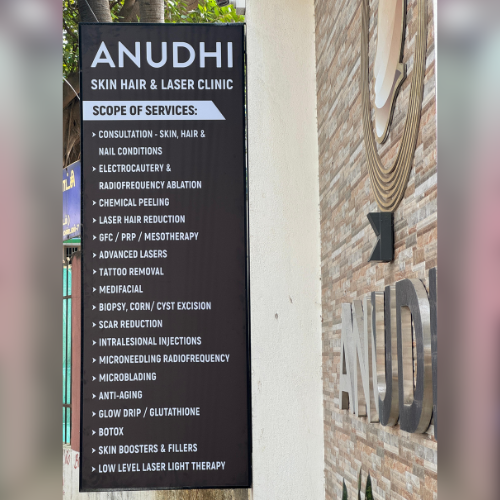 ANUDHI
SKIN HAIR & LASER CLINIC
SCOPE OF SERVICES:
> CONSULTATION - SKIN, HAIR &
NAIL CONDITIONS
> ELECTROCAUTERY &
RADIOFREQUENCY ABLATION
> CHEMICAL PEELING
> LASER HAIR REDUCTION
> GFC / PRP / MESOTHERAPY
> ADVANCED LASERS
> TATTOO REMOVAL
> MEDIFACIAL
> BIOPSY, CORN/ CYST EXCISION
> SCAR REDUCTION
> INTRALESIONAL INJECTIONS
> MICRONEEDLING RADIOFREQUENCY
> MICROBLADING
> ANTI-AGING
> GLOW DRIP / GLUTATHIONE
> BOTOX
> SKIN BOOSTERS & FILLERS
> LOW LEVEL LASER LIGHT THERAPY
ANUD